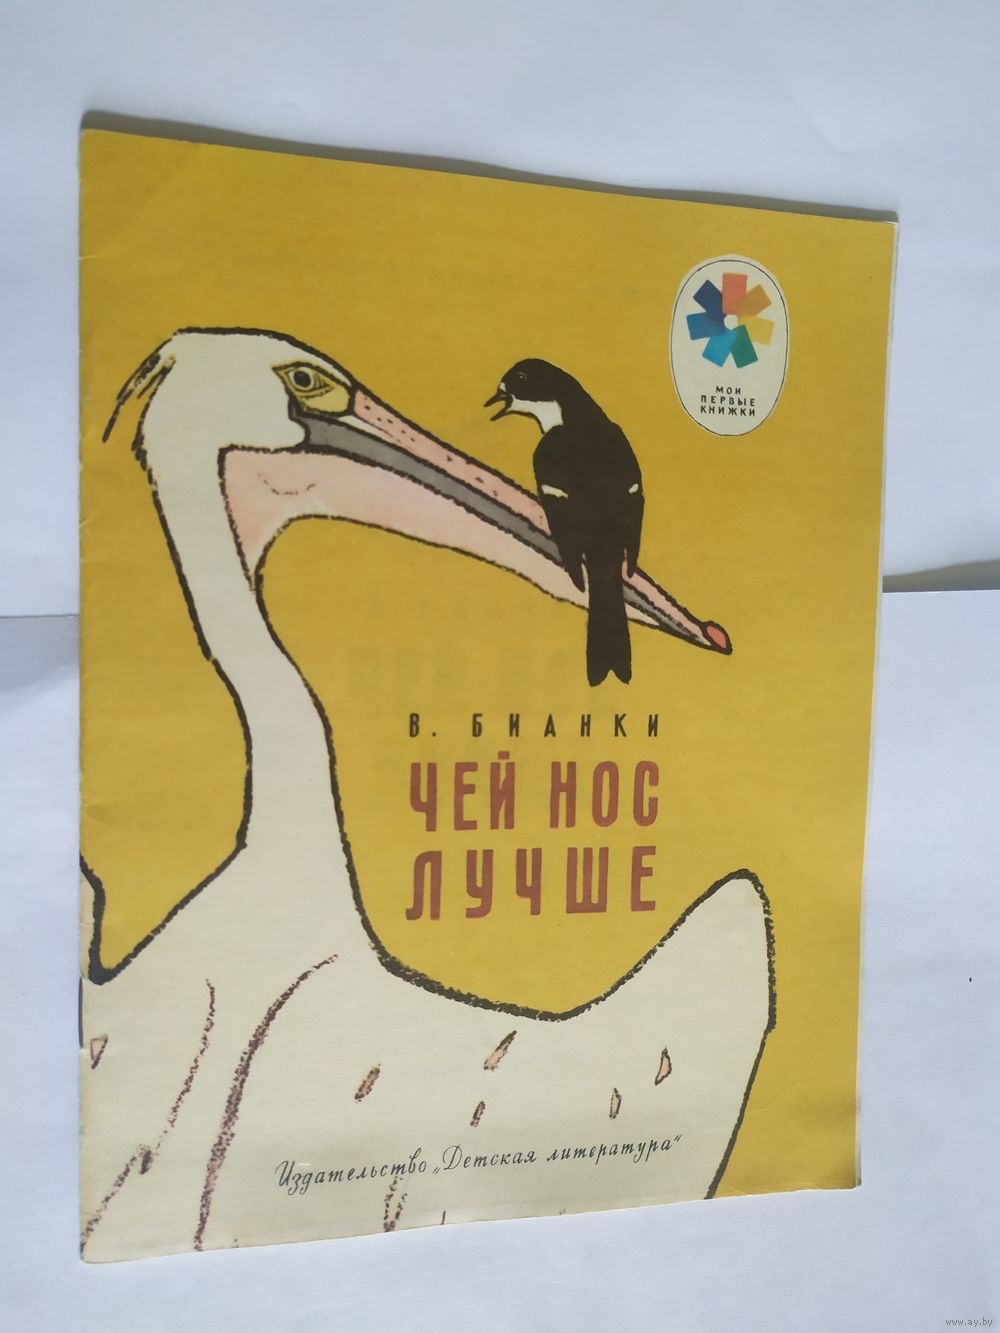 МОИ
ПЕРВЫЕ
КНИЖКИ
В. БИАНКИ
ЧЕЙ НОС
ЛУЧШЕ
Издательство „Детская литература“
www.ay.by